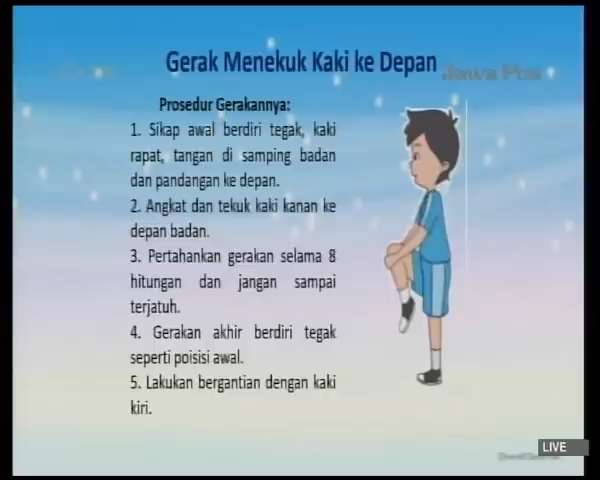 Gerak Menekuk Kaki ke Depan
Jawa Pos
Prosedur Gerakannya:
1. Sikap awal berdiri tegak, kaki
rapat, tangan di samping badan
dan pandangan ke depan.
2. Angkat dan tekuk kaki kanan ke
depan badan.
3. Pertahankan gerakan selama 8
hitungan dan jangan sampai
terjatuh.
4. Gerakan akhir berdiri tegak
seperti poisisi awal.
5. Lakukan bergantian dengan kaki
kiri.
LIVE